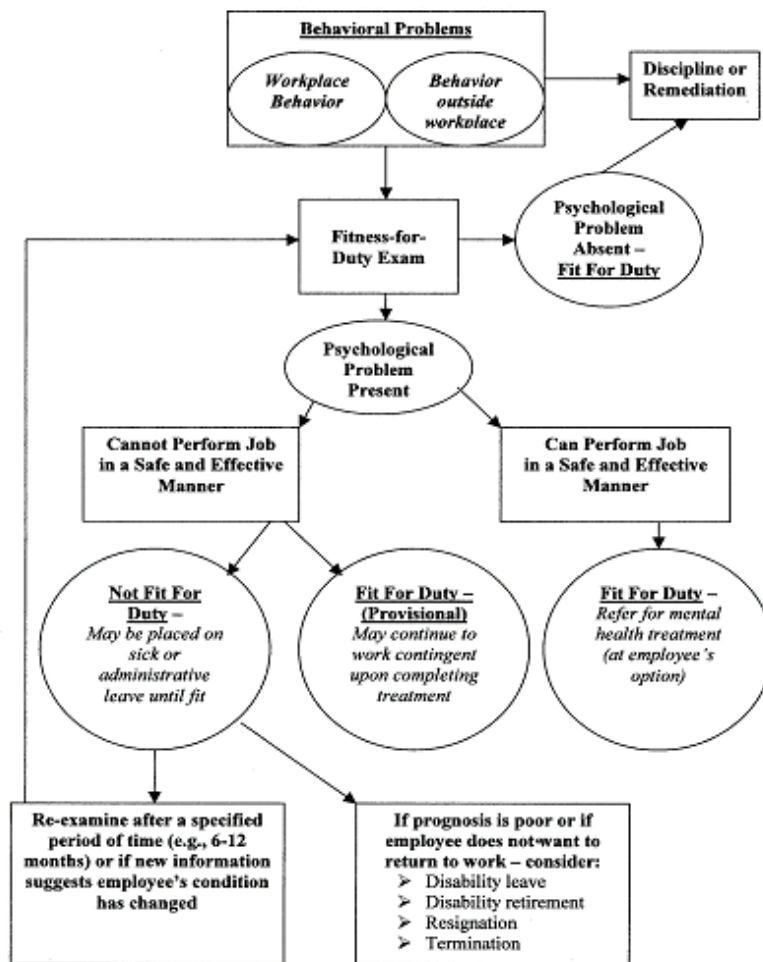 Behavioral Problems
Workplace
Behavior
Behavior
outside
workplace
Discipline or
Remediation
Psychological
Problem
Absent –
Fit For Duty
Fitness-for-
Duty Exam
Psychological
Problem
Present
Cannot Perform Job
in a Safe and Effective
Manner
Can Perform Job
in a Safe and Effective
Manner
Not Fit For
Duty –
May be placed on
sick or
administrative
leave until fit
Fit For Duty –
(Provisional)
May continue to
work contingent
upon completing
treatment
Fit For Duty –
Refer for mental
health treatment
(at employee's
option)
Re-examine after a specified
period of time (e.g., 6-12
months) or if new information
suggests employee's condition
has changed
If prognosis is poor or if
employee does not want to
return to work – consider:
➢ Disability leave
➢ Disability retirement
➢ Resignation
➢ Termination